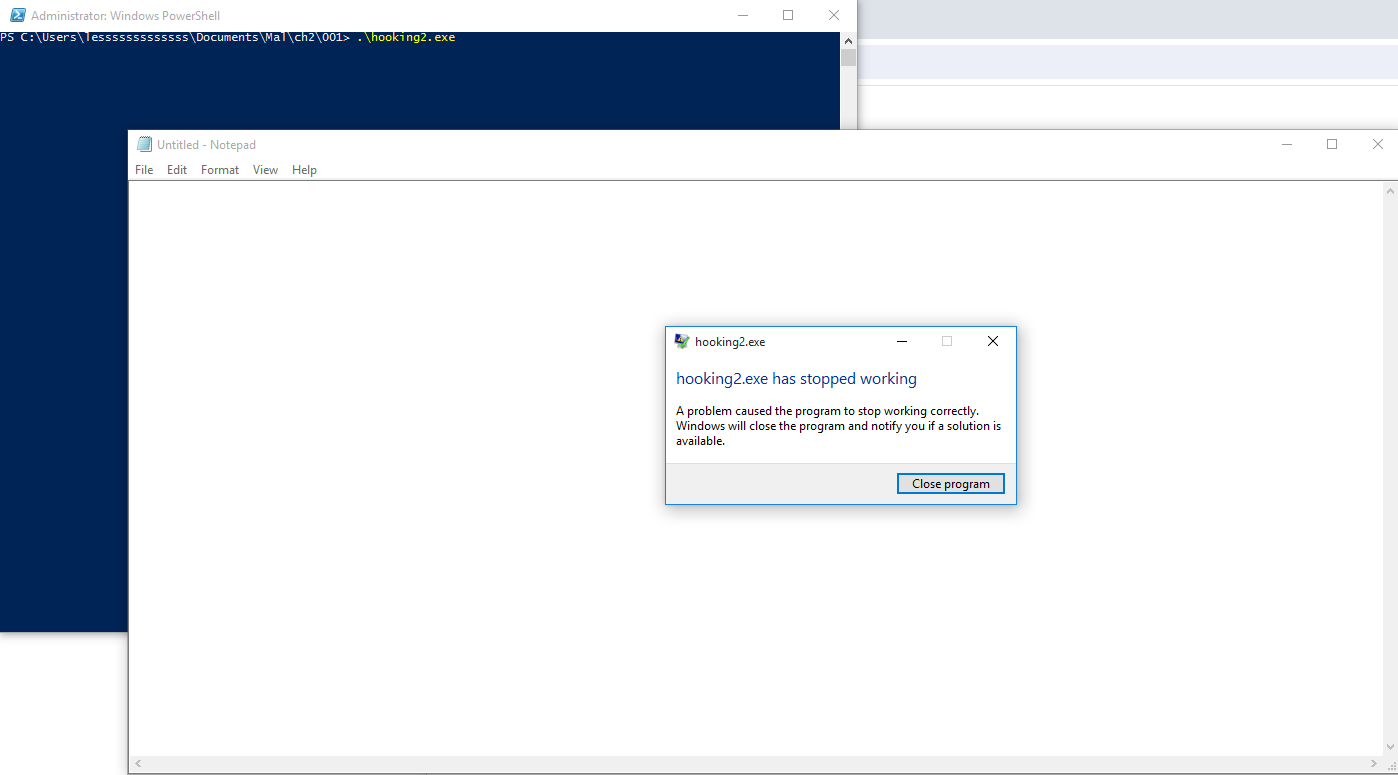 Administrator: Windows PowerShell
PS C:\Users\lesssssssssssss\Documents\Mal\ch2\001> .\hooking2.exe
Untitled - Notepad
File Edit Format View Help
hooking2.exe
hooking2.exe has stopped working
A problem caused the program to stop working correctly.
Windows will close the program and notify you if a solution is
available.
Close program